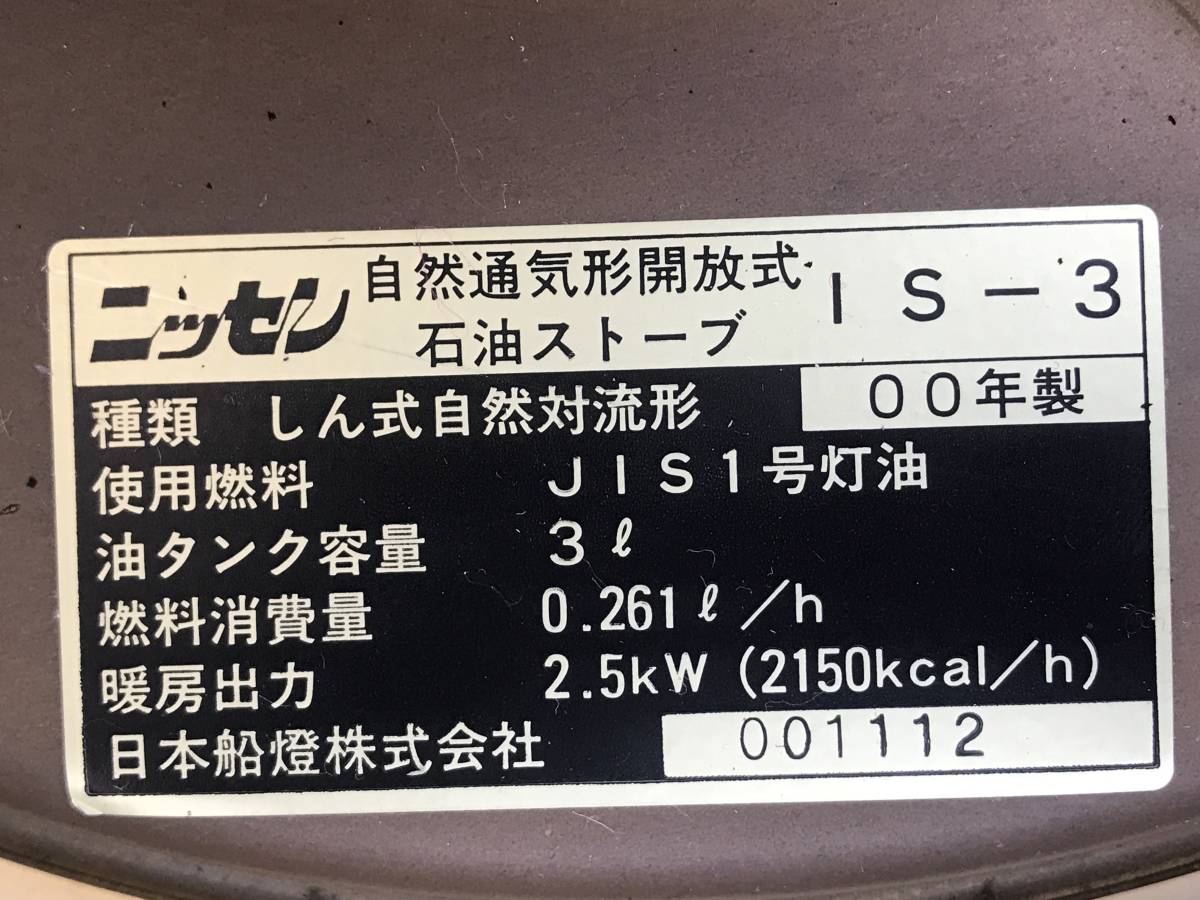 ニッセン 自然通気形開放式 石油ストーブ IS-3
00年製
種類 しん式自然対流形
使用燃料 JIS1号灯油
油タンク容量 3ℓ
燃料消費量 0.261ℓ/h
暖房出力 2.5kW(2150kcal/h)
日本船燈株式会社 001112